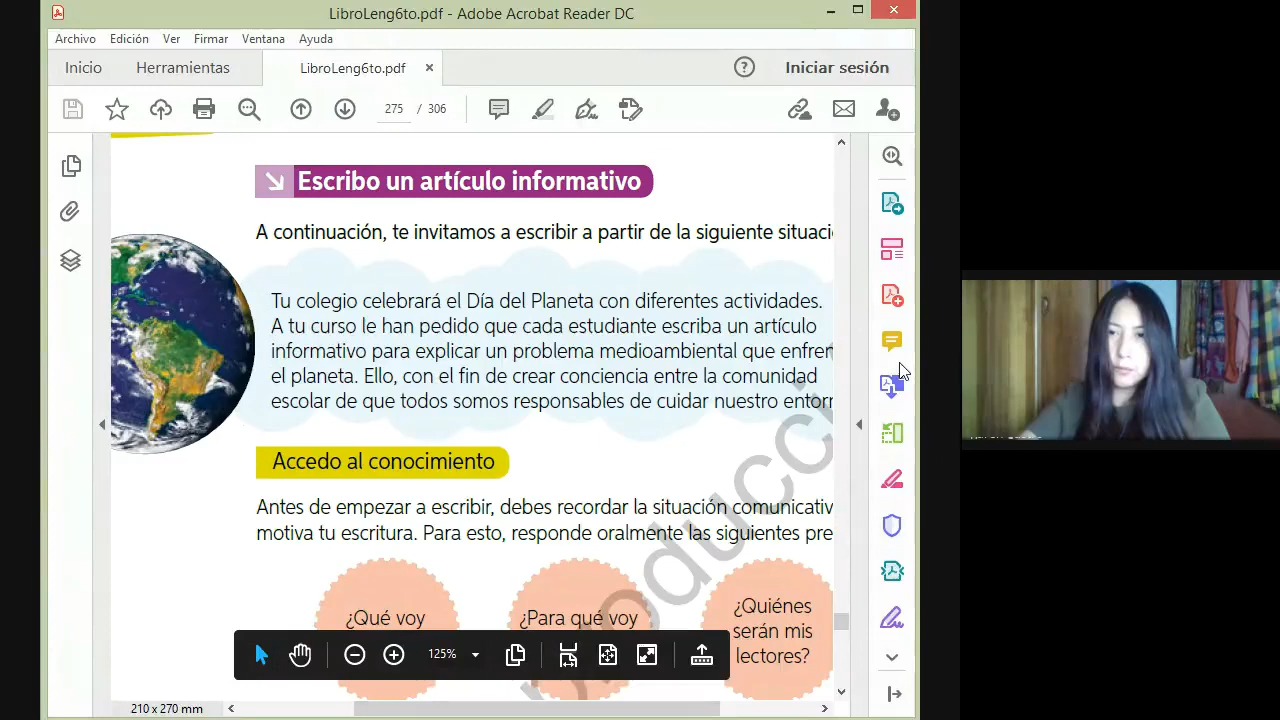 LibroLeng6to.pdf - Adobe Acrobat Reader DC
Archivo Edición Ver Firmar Ventana Ayuda
Inicio Herramientas LibroLeng6to.pdf × Iniciar sesión
275 / 306
Escribo un artículo informativo
A continuación, te invitamos a escribir a partir de la siguiente situaci
Tu colegio celebrará el Día del Planeta con diferentes actividades.
A tu curso le han pedido que cada estudiante escriba un artículo
informativo para explicar un problema medioambiental que enfren
el planeta. Ello, con el fin de crear conciencia entre la comunidad
escolar de que todos somos responsables de cuidar nuestro entorn
Accedo al conocimiento
Antes de empezar a escribir, debes recordar la situación comunicativ
motiva tu escritura. Para esto, responde oralmente las siguientes pre
¿Qué voy
¿Para qué voy
¿Quiénes
serán mis
lectores?
producci
125%
210 x 270 mm